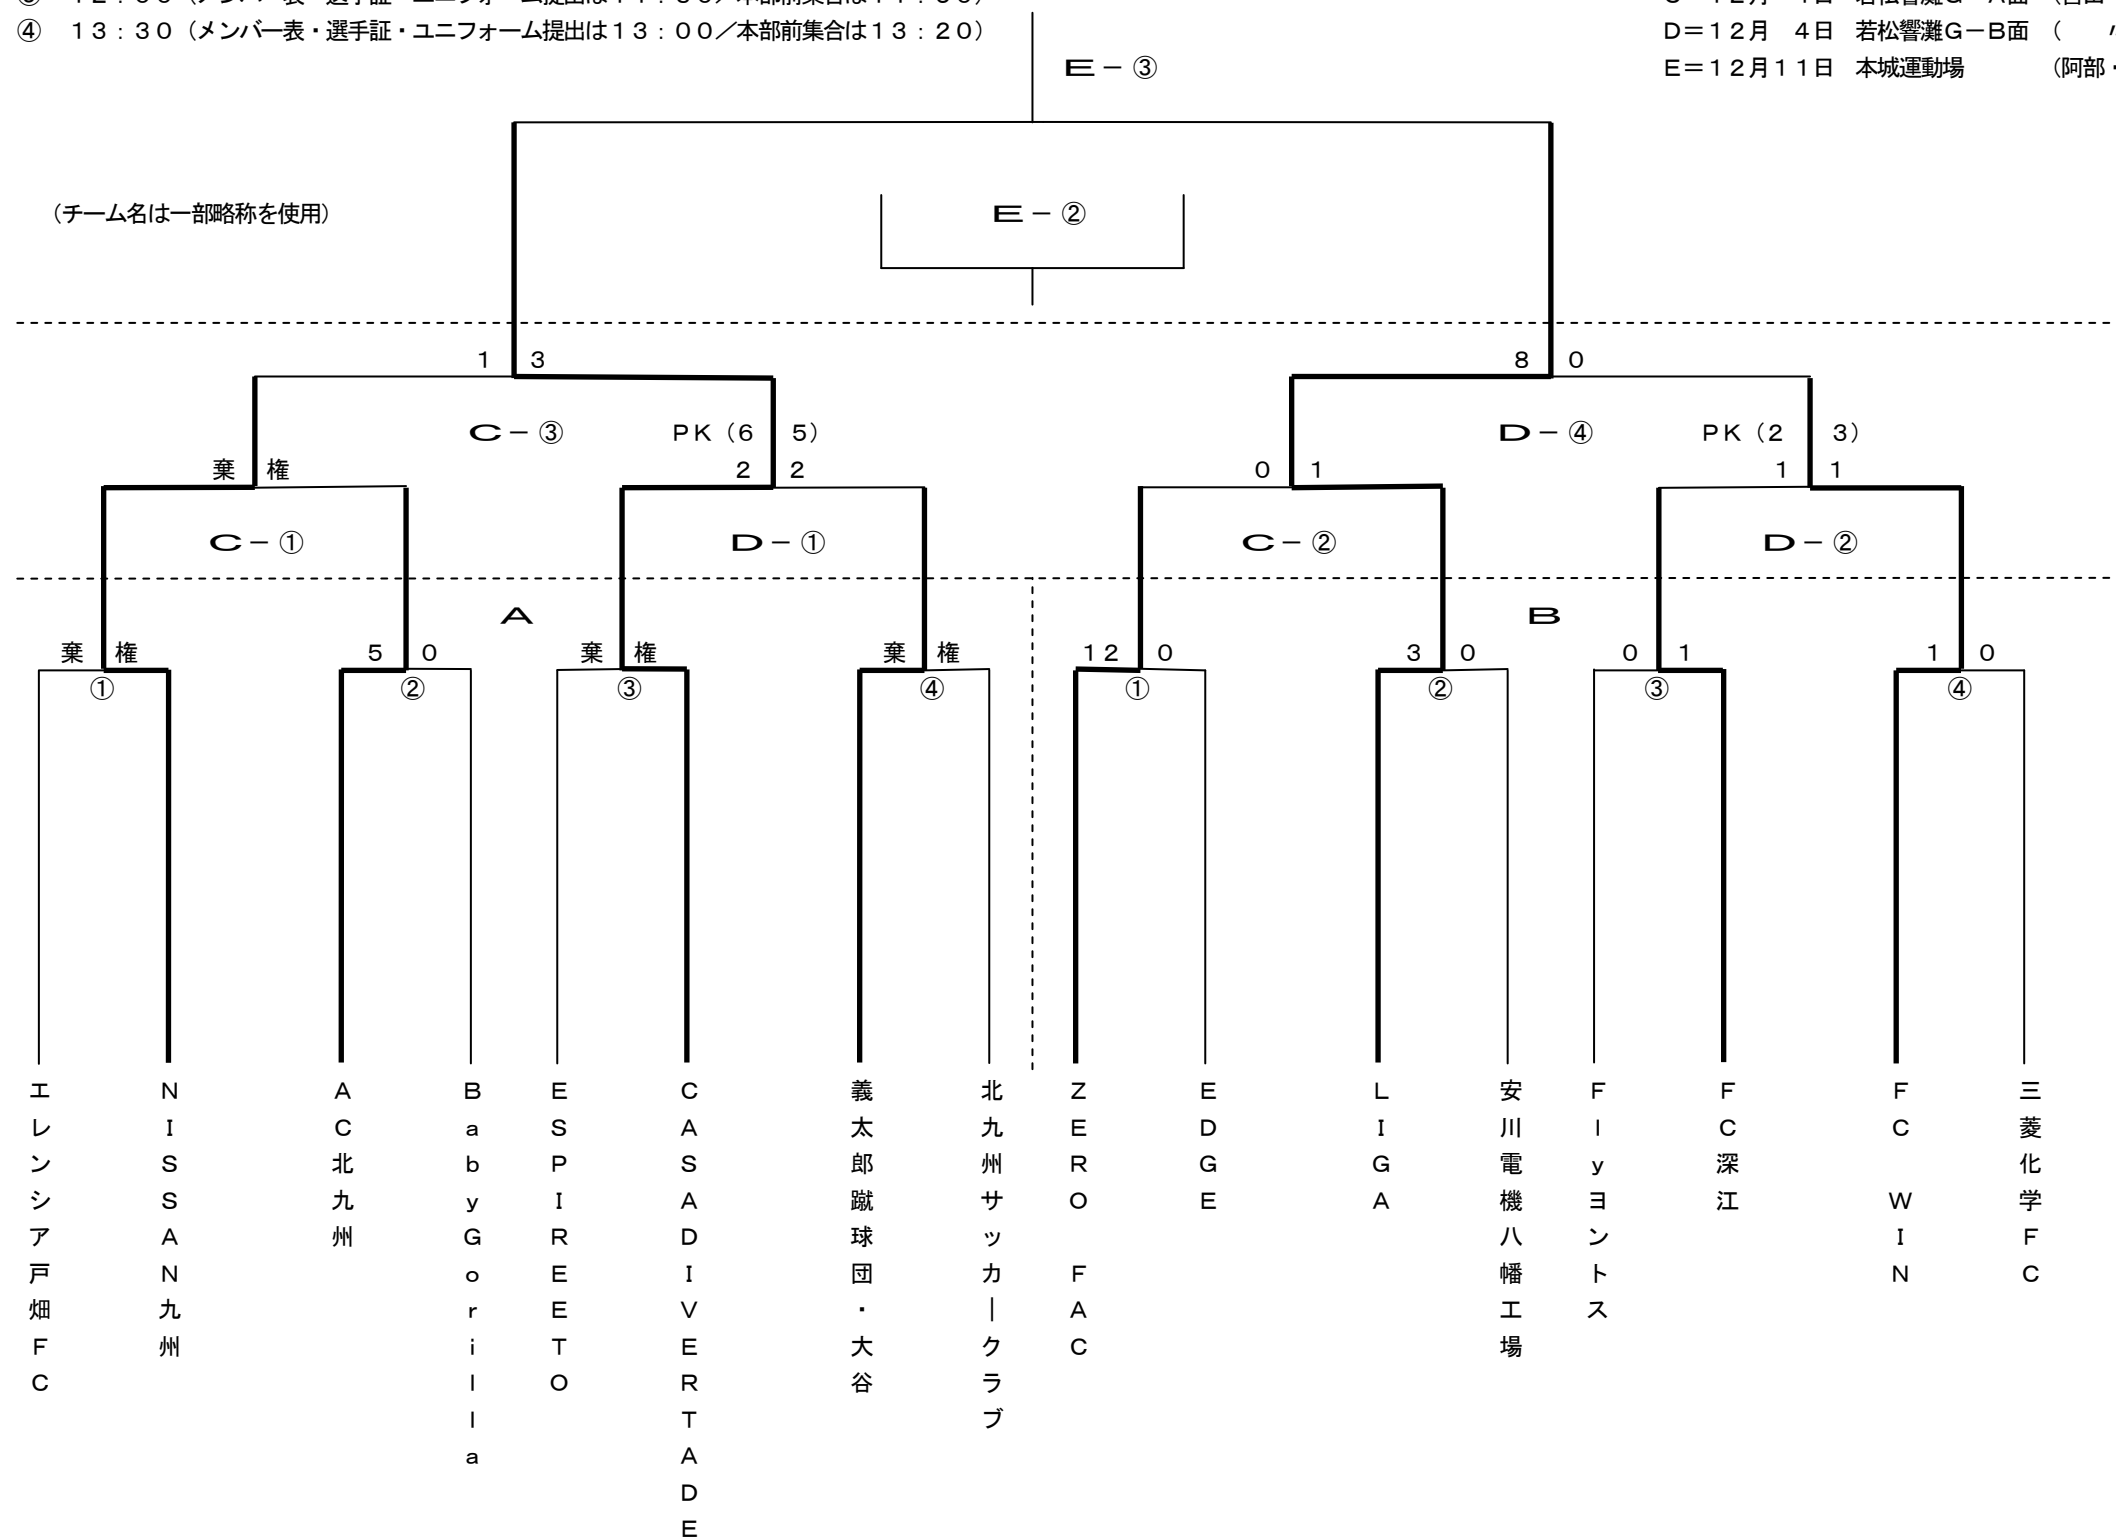 ④ 13:30(メンバー表・選手証・ユニフォーム提出は13:00/本部前集合は13:20)
D=12月 4日 若松響灘G-B面 (
E=12月11日 本城運動場 (阿部・
E-③
(チーム名は一部略称を使用)
E-②
1 3
8 0
C-③
PK(6 5)
D-④
PK(2 3)
棄 権
2 2
0 1
1 1
C-①
D-①
C-②
D-②
A
B
棄 権
5 0
棄 権
棄 権
12 0
3 0
0 1
1 0
①
②
③
④
①
②
③
④
エレンシア戸畑FC
NISSAN九州
AC北九州
BabyGorilla
ESPIREETO
CASADIVERTADE
義太郎蹴球団・大谷
北九州サッカークラブ
ZERO FAC
EDGE
LIGA
安川電機八幡工場
Flyヨントス
FC深江
FC WIN
三菱化学FC